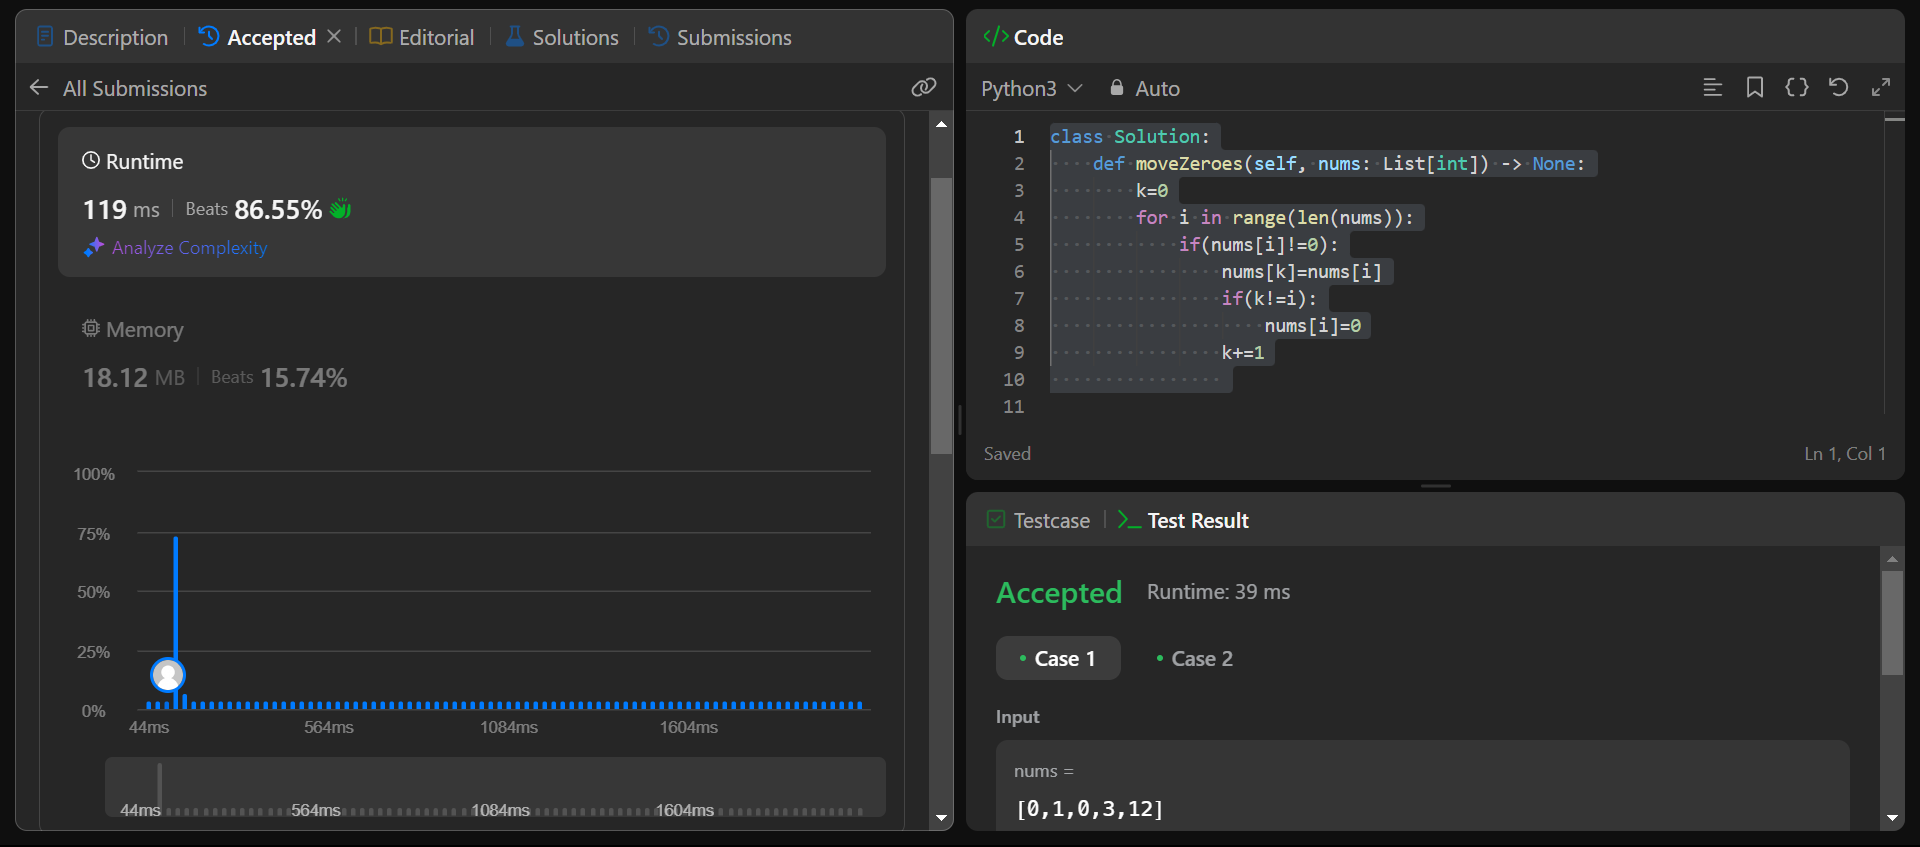 Description
Accepted
Editorial
Solutions
Submissions
All Submissions
Runtime
119 ms Beats 86.55%
Analyze Complexity
Memory
18.12 MB Beats 15.74%
100%
75%
50%
25%
0%
44ms 564ms 1084ms 1604ms
44ms 564ms 1084ms 1604ms
</> Code
Python3 Auto
1 class Solution:
2     def moveZeroes(self, nums: List[int]) -> None:
3         k=0
4         for i in range(len(nums)):
5             if(nums[i]!=0):
6                 nums[k]=nums[i]
7                 if(k!=i):
8                     nums[i]=0
9                 k+=1
10
11
Saved Ln 1, Col 1
Testcase
Test Result
Accepted Runtime: 39 ms
Case 1 Case 2
Input
nums =
[0,1,0,3,12]